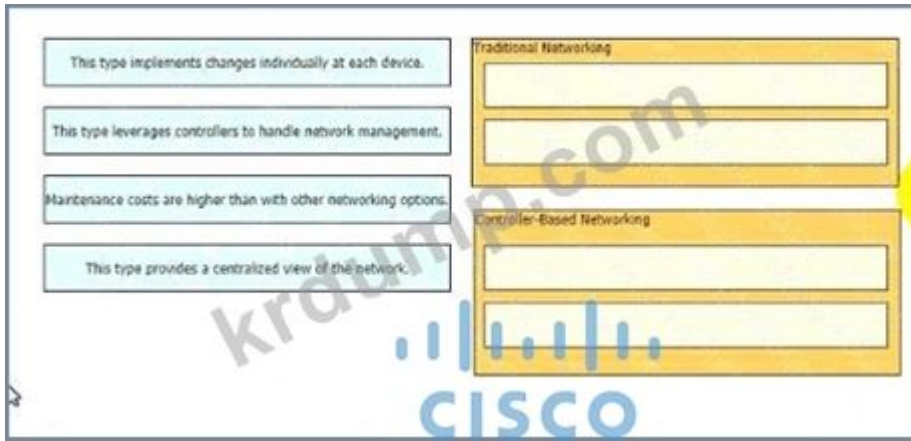 This type implements changes individually at each device.
This type leverages controllers to handle network management.
Maintenance costs are higher than with other networking options.
This type provides a centralized view of the network.
Traditional Networking
Controller-Based Networking
krdump.com
CISCO